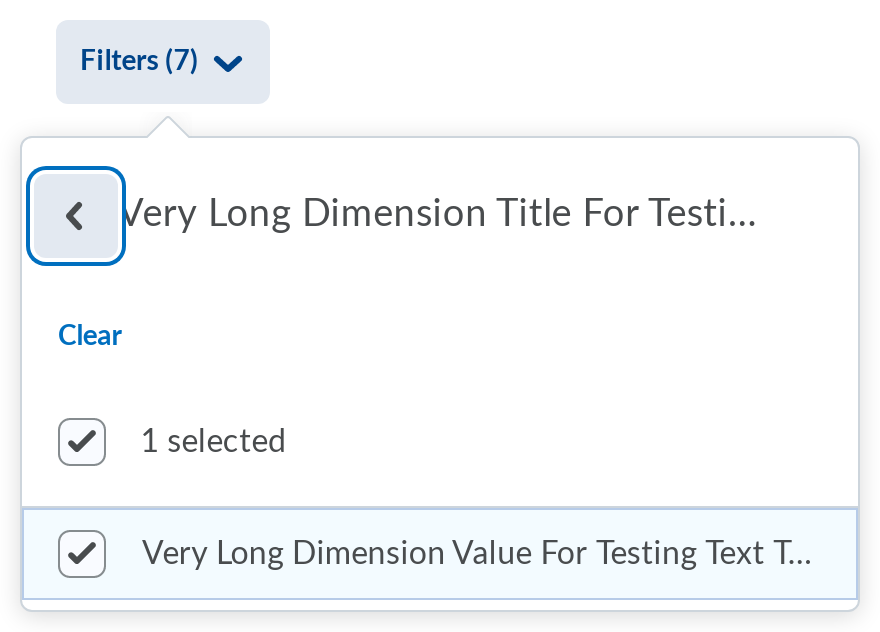 Filters (7)
Very Long Dimension Title For Testi...
Clear
1 selected
Very Long Dimension Value For Testing Text T...